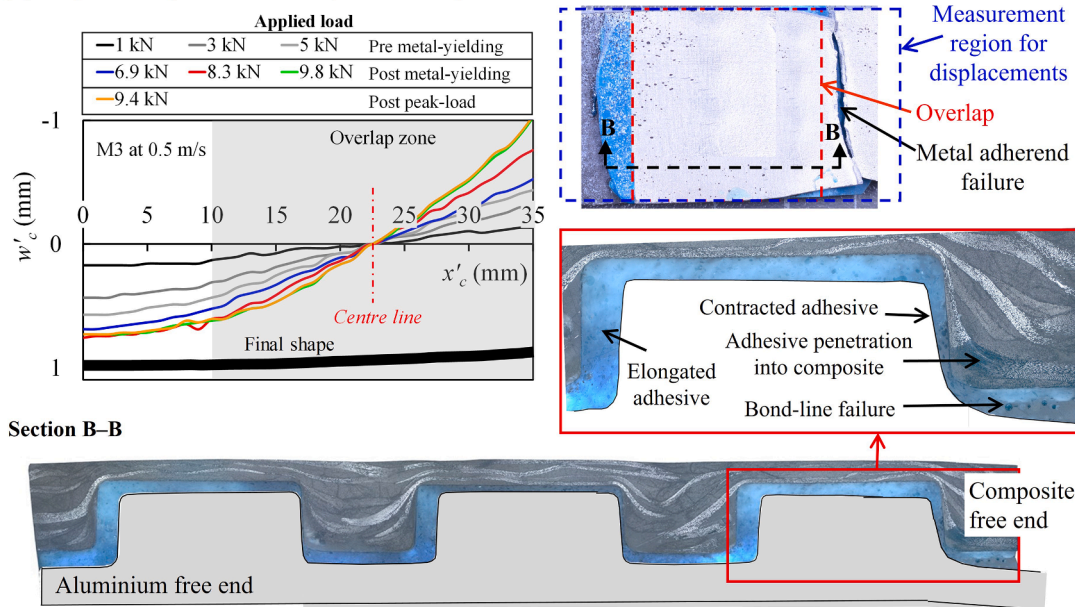 Applied load
1 kN 3 kN 5 kN Pre metal-yielding
6.9 kN 8.3 kN 9.8 kN Post metal-yielding
9.4 kN Post peak-load
-1
M3 at 0.5 m/s
Overlap zone
w'c (mm)
0 5 10 15 20 25 30 35
0
x'c (mm)
Centre line
Final shape
1
Measurement
region for
displacements
Overlap
B B
Metal adherend
failure
Contracted adhesive
Adhesive penetration
into composite
Elongated
adhesive
Bond-line failure
Section B–B
Composite
free end
Aluminium free end